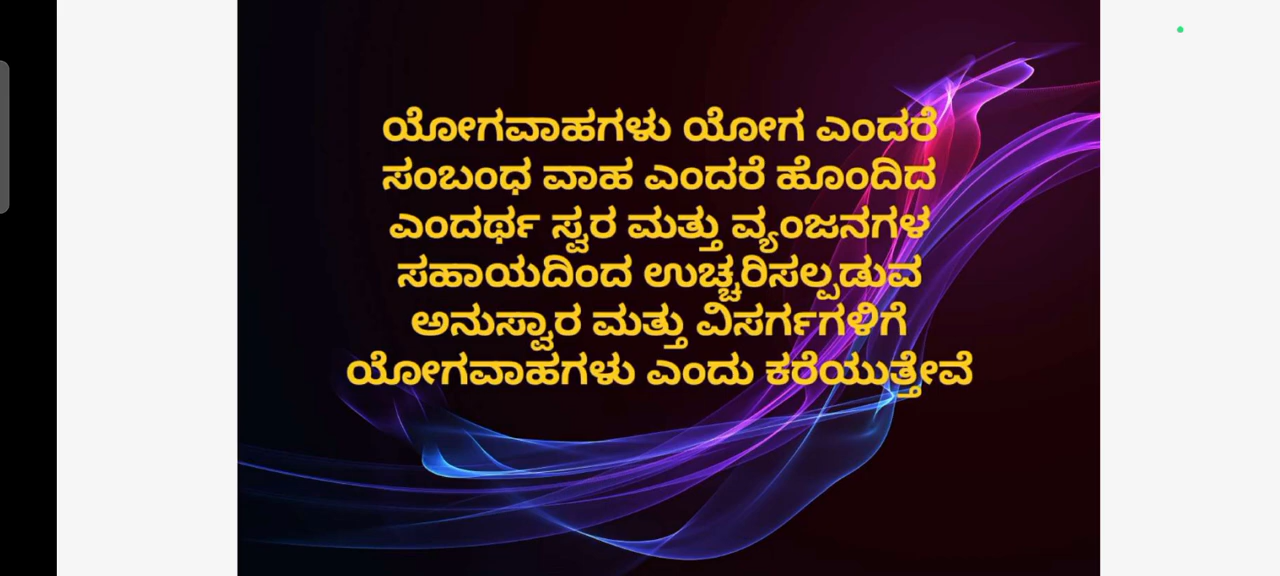 ಯೋಗವಾಹಗಳು ಯೋಗ ಎಂದರೆ
ಸಂಬಂಧ ವಾಹ ಎಂದರೆ ಹೊಂದಿದ
ಎಂದರ್ಥ ಸ್ವರ ಮತ್ತು ವ್ಯಂಜನಗಳ
ಸಹಾಯದಿಂದ ಉಚ್ಚರಿಸಲ್ಪಡುವ
ಅನುಸ್ವಾರ ಮತ್ತು ವಿಸರ್ಗಗಳಿಗೆ
ಯೋಗವಾಹಗಳು ಎಂದು ಕರೆಯುತ್ತೇವೆ